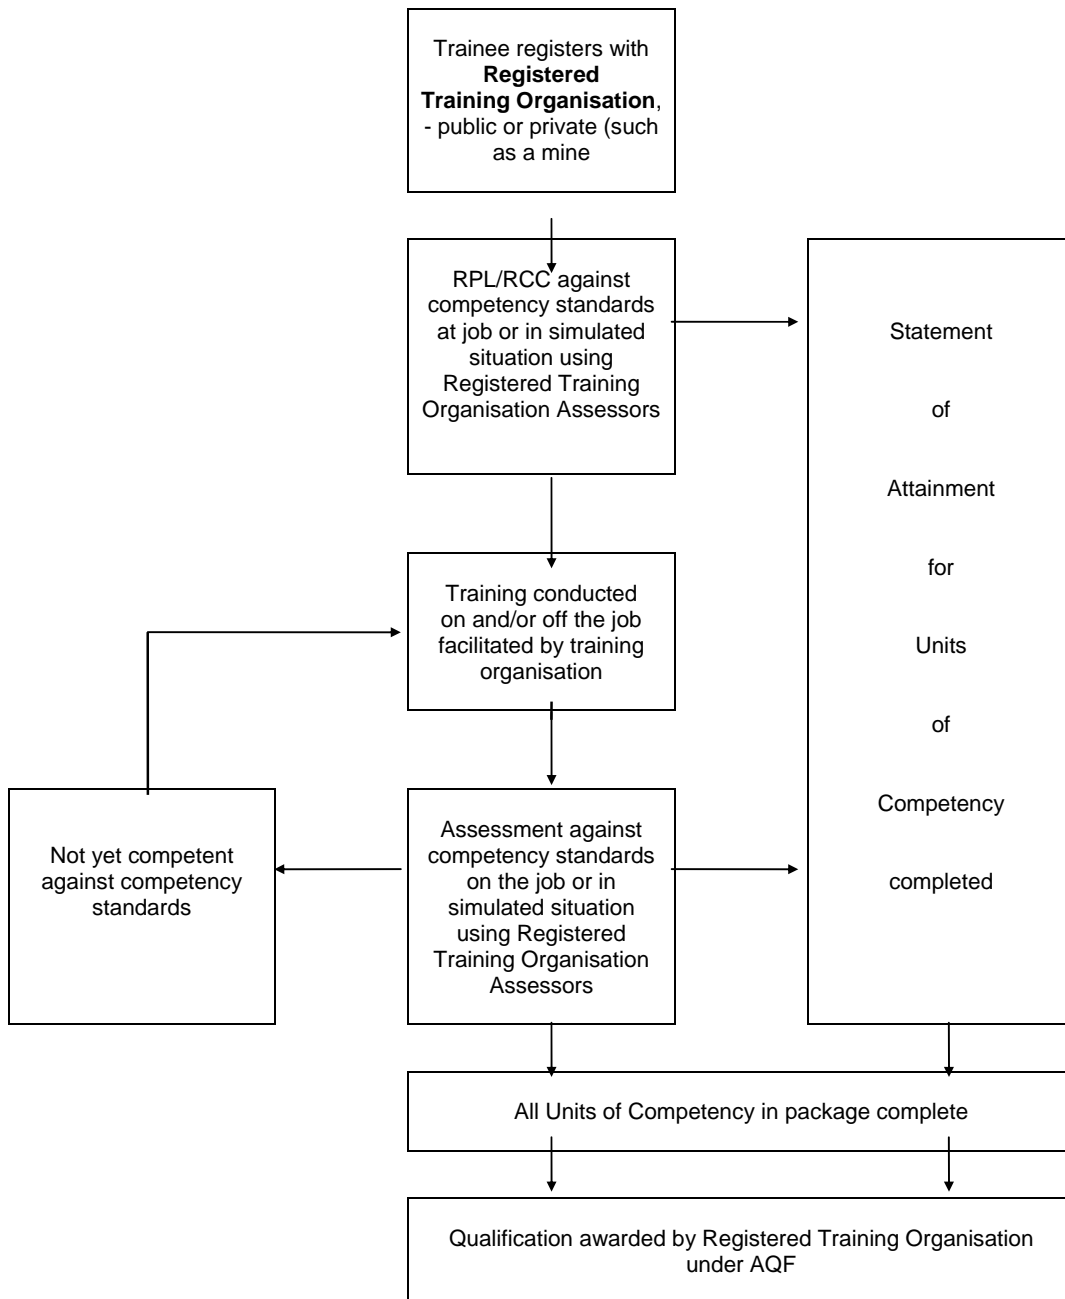 Trainee registers with
Registered
Training Organisation,
- public or private (such
as a mine
RPL/RCC against
competency standards
at job or in simulated
situation using
Registered Training
Organisation Assessors
Statement
of
Attainment
for
Units
of
Competency
completed
Training conducted
on and/or off the job
facilitated by training
organisation
Not yet competent
against competency
standards
Assessment against
competency standards
on the job or in
simulated situation
using Registered
Training Organisation
Assessors
All Units of Competency in package complete
Qualification awarded by Registered Training Organisation
under AQF